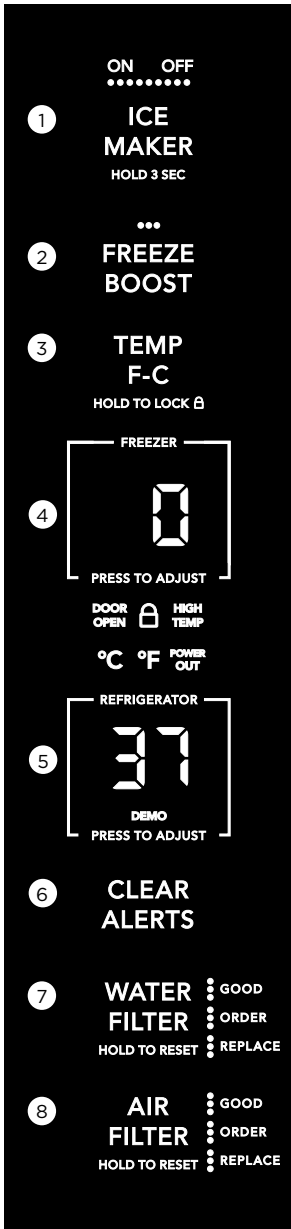 ON OFF
1 ICE
MAKER
HOLD 3 SEC
2 FREEZE
BOOST
3 TEMP
F-C
HOLD TO LOCK
FREEZER
4 0
PRESS TO ADJUST
DOOR HIGH
OPEN TEMP
°C °F POWER
OUT
REFRIGERATOR
5 37
DEMO
PRESS TO ADJUST
6 CLEAR
ALERTS
7 WATER GOOD
FILTER ORDER
HOLD TO RESET REPLACE
8 AIR GOOD
FILTER ORDER
HOLD TO RESET REPLACE